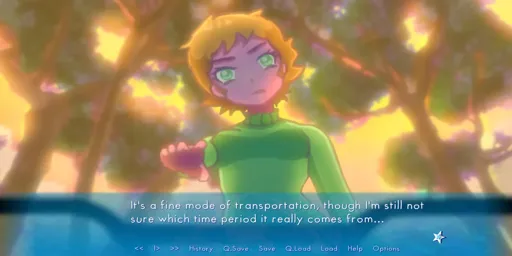 It's a fine mode of transportation, though I'm still not
sure which time period it really comes from...
<< 1> >> History Q.Save Save Q.Load Load Help Options